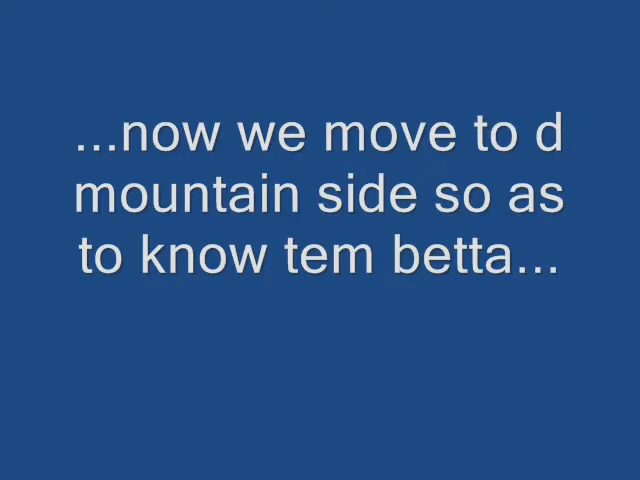 ...now we move to d
mountain side so as
to know tem betta...